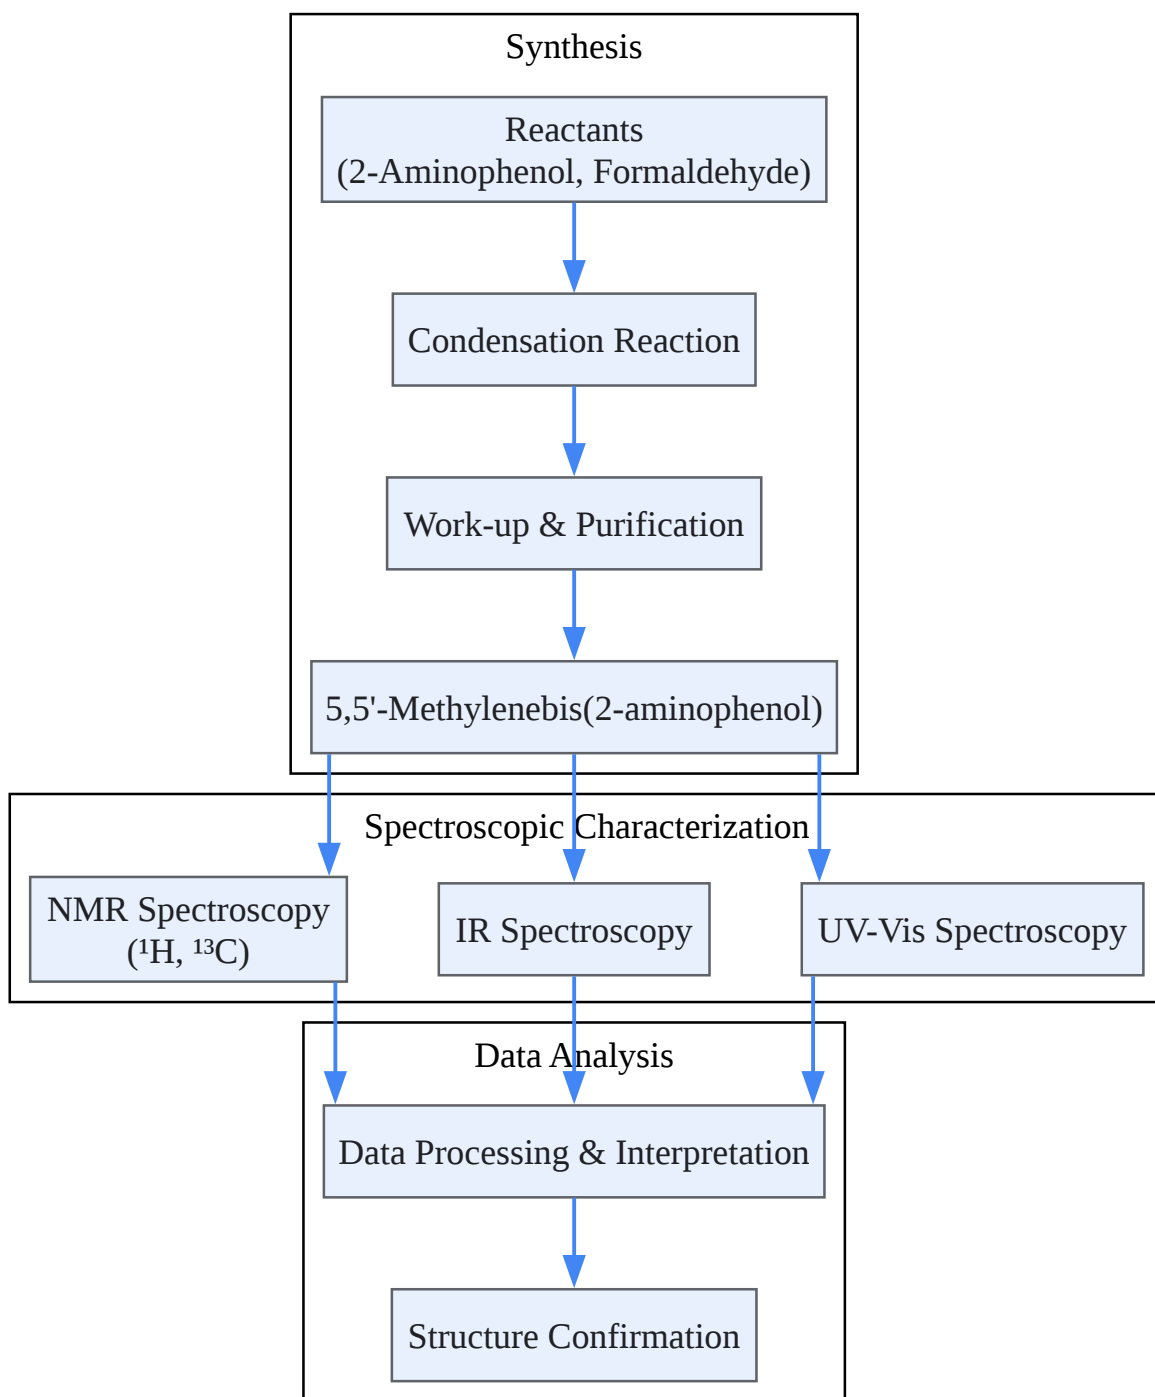 Synthesis
Reactants
(2-Aminophenol, Formaldehyde)
Condensation Reaction
Work-up & Purification
5,5'-Methylenebis(2-aminophenol)
Spectroscopic Characterization
NMR Spectroscopy
(¹H, ¹³C)
IR Spectroscopy
UV-Vis Spectroscopy
Data Analysis
Data Processing & Interpretation
Structure Confirmation